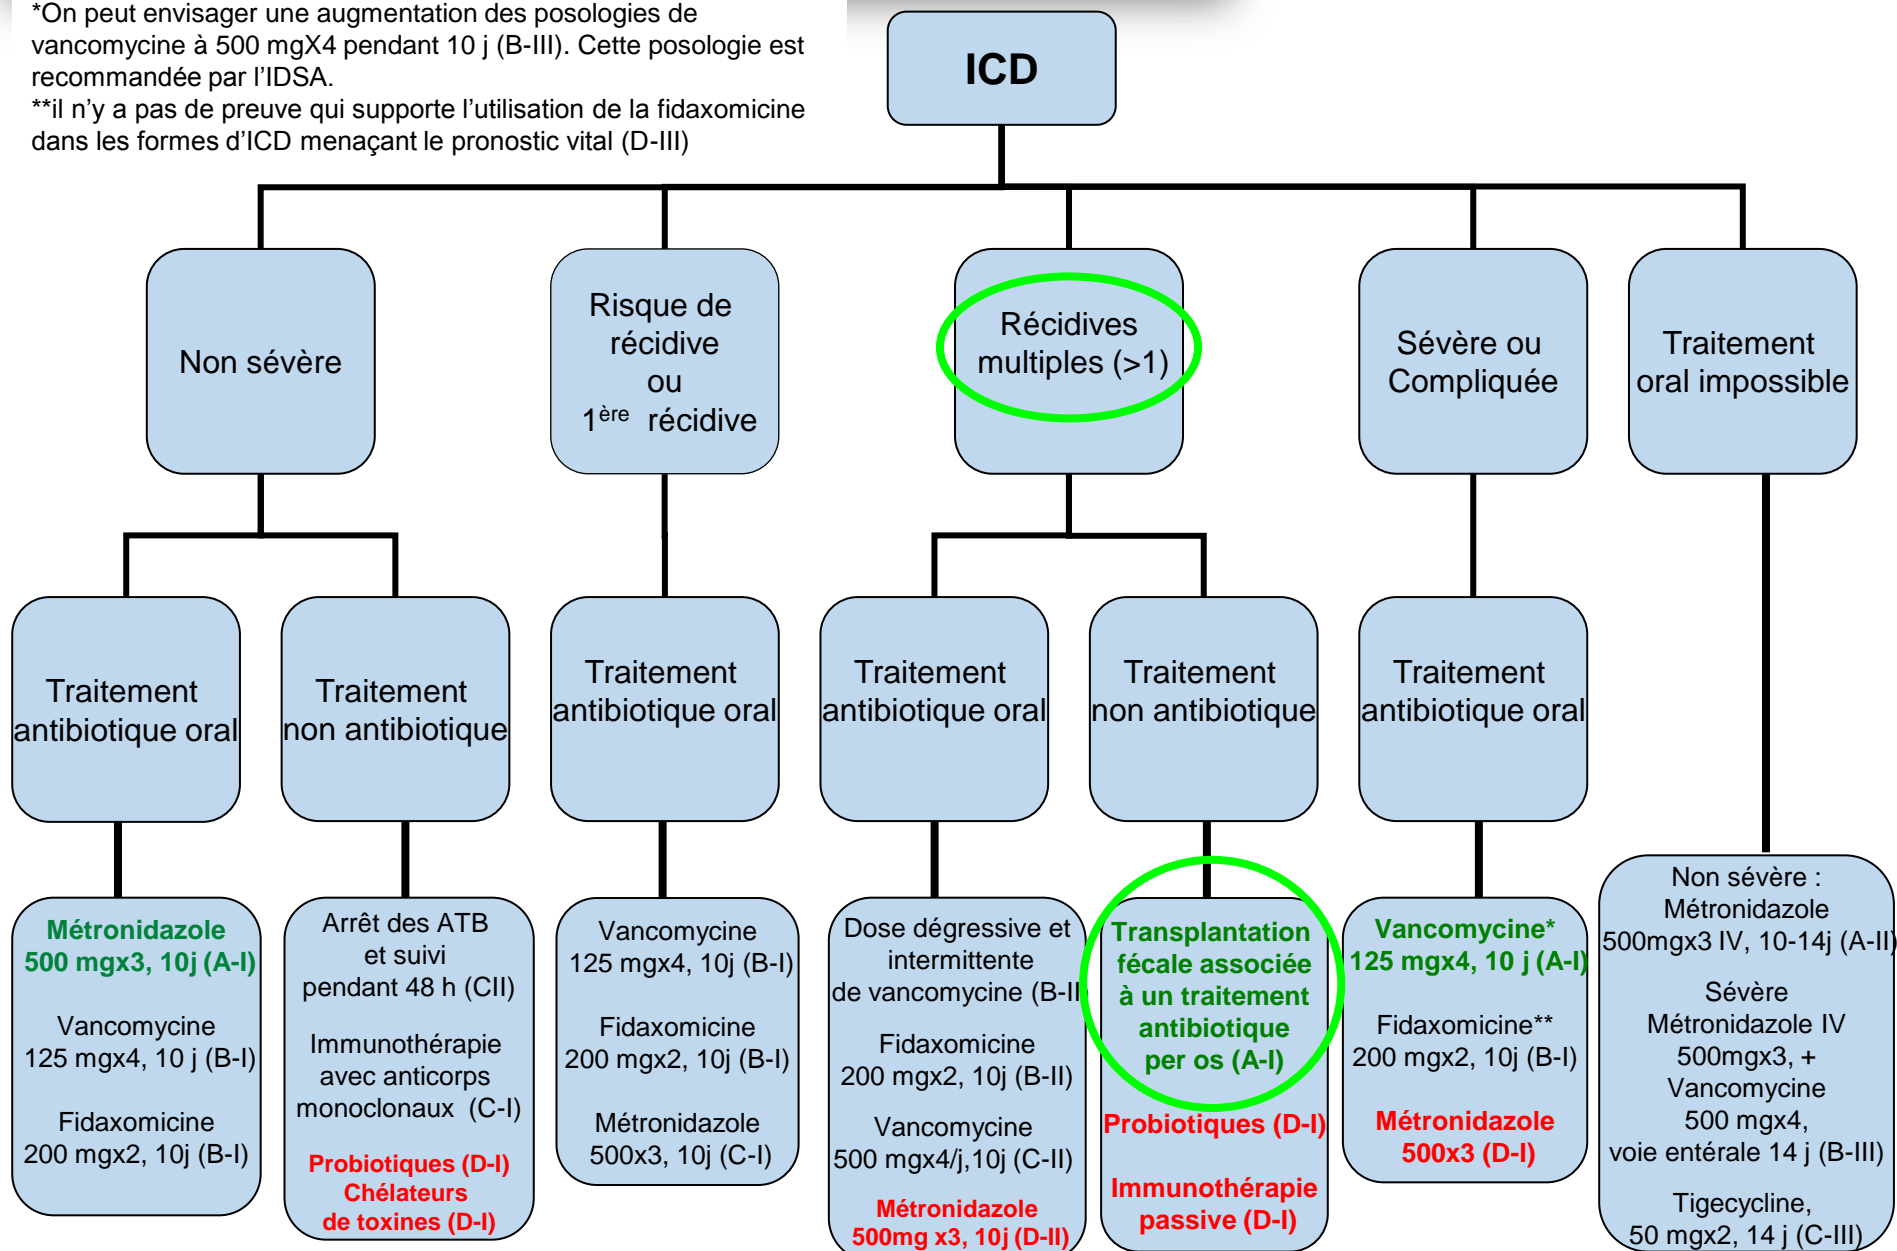 *On peut envisager une augmentation des posologies de
vancomycine à 500 mgX4 pendant 10 j (B-III). Cette posologie est
recommandée par l'IDSA.
**il n'y a pas de preuve qui supporte l'utilisation de la fidaxomicine
dans les formes d'ICD menaçant le pronostic vital (D-III)
ICD
Non sévère
Risque de
récidive
ou
1ère récidive
Récidives
multiples (>1)
Sévère ou
Compliquée
Traitement
oral impossible
Traitement
antibiotique oral
Traitement
non antibiotique
Traitement
antibiotique oral
Traitement
antibiotique oral
Traitement
non antibiotique
Traitement
antibiotique oral
Métronidazole
500 mgx3, 10j (A-I)
Vancomycine
125 mgx4, 10 j (B-I)
Fidaxomicine
200 mgx2, 10j (B-I)
Arrêt des ATB
et suivi
pendant 48 h (CII)
Immunothérapie
avec anticorps
monoclonaux (C-I)
Probiotiques (D-I)
Chélateurs
de toxines (D-I)
Vancomycine
125 mgx4, 10j (B-I)
Fidaxomicine
200 mgx2, 10j (B-I)
Métronidazole
500x3, 10j (C-I)
Dose dégressive et
intermittente
de vancomycine (B-II
Fidaxomicine
200 mgx2, 10j (B-II)
Vancomycine
500 mgx4/j,10j (C-II)
Métronidazole
500mg x3, 10j (D-II)
Transplantation
fécale associée
à un traitement
antibiotique
per os (A-I)
Probiotiques (D-I)
Immunothérapie
passive (D-I)
Vancomycine*
125 mgx4, 10 j (A-I)
Fidaxomicine**
200 mgx2, 10j (B-I)
Métronidazole
500x3 (D-I)
Non sévère :
Métronidazole
500mgx3 IV, 10-14j (A-II)
Sévère
Métronidazole IV
500mgx3, +
Vancomycine
500 mgx4,
voie entérale 14 j (B-III)
Tigecycline,
50 mgx2, 14 j (C-III)